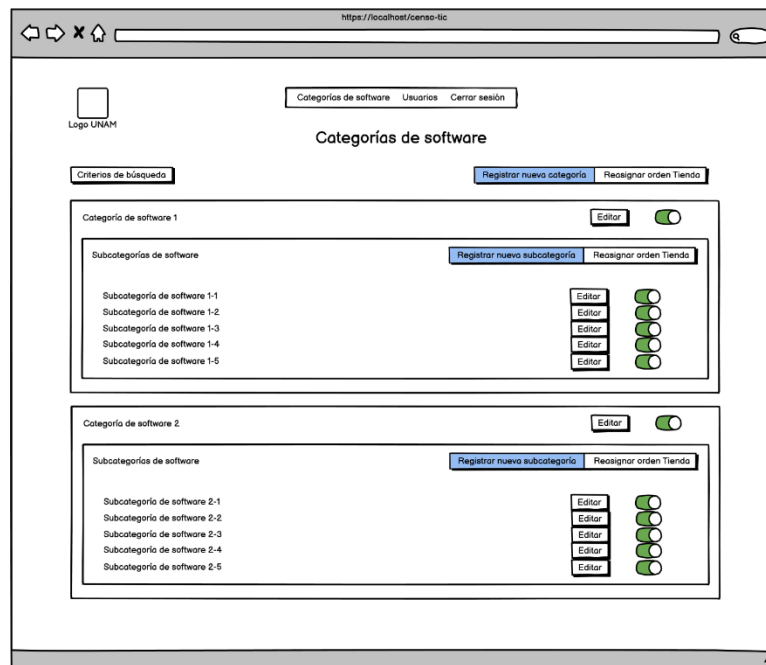 https://localhost/censo-tic
Categorías de software Usuarios Cerrar sesión
Logo UNAM
Categorías de software
Criterios de búsqueda Registrar nueva categoría Reasignar orden Tienda
Categoría de software 1 Editar
Subcategorías de software Registrar nueva subcategoría Reasignar orden Tienda
Subcategoría de software 1-1 Editar
Subcategoría de software 1-2 Editar
Subcategoría de software 1-3 Editar
Subcategoría de software 1-4 Editar
Subcategoría de software 1-5 Editar
Categoría de software 2 Editar
Subcategorías de software Registrar nueva subcategoría Reasignar orden Tienda
Subcategoría de software 2-1 Editar
Subcategoría de software 2-2 Editar
Subcategoría de software 2-3 Editar
Subcategoría de software 2-4 Editar
Subcategoría de software 2-5 Editar